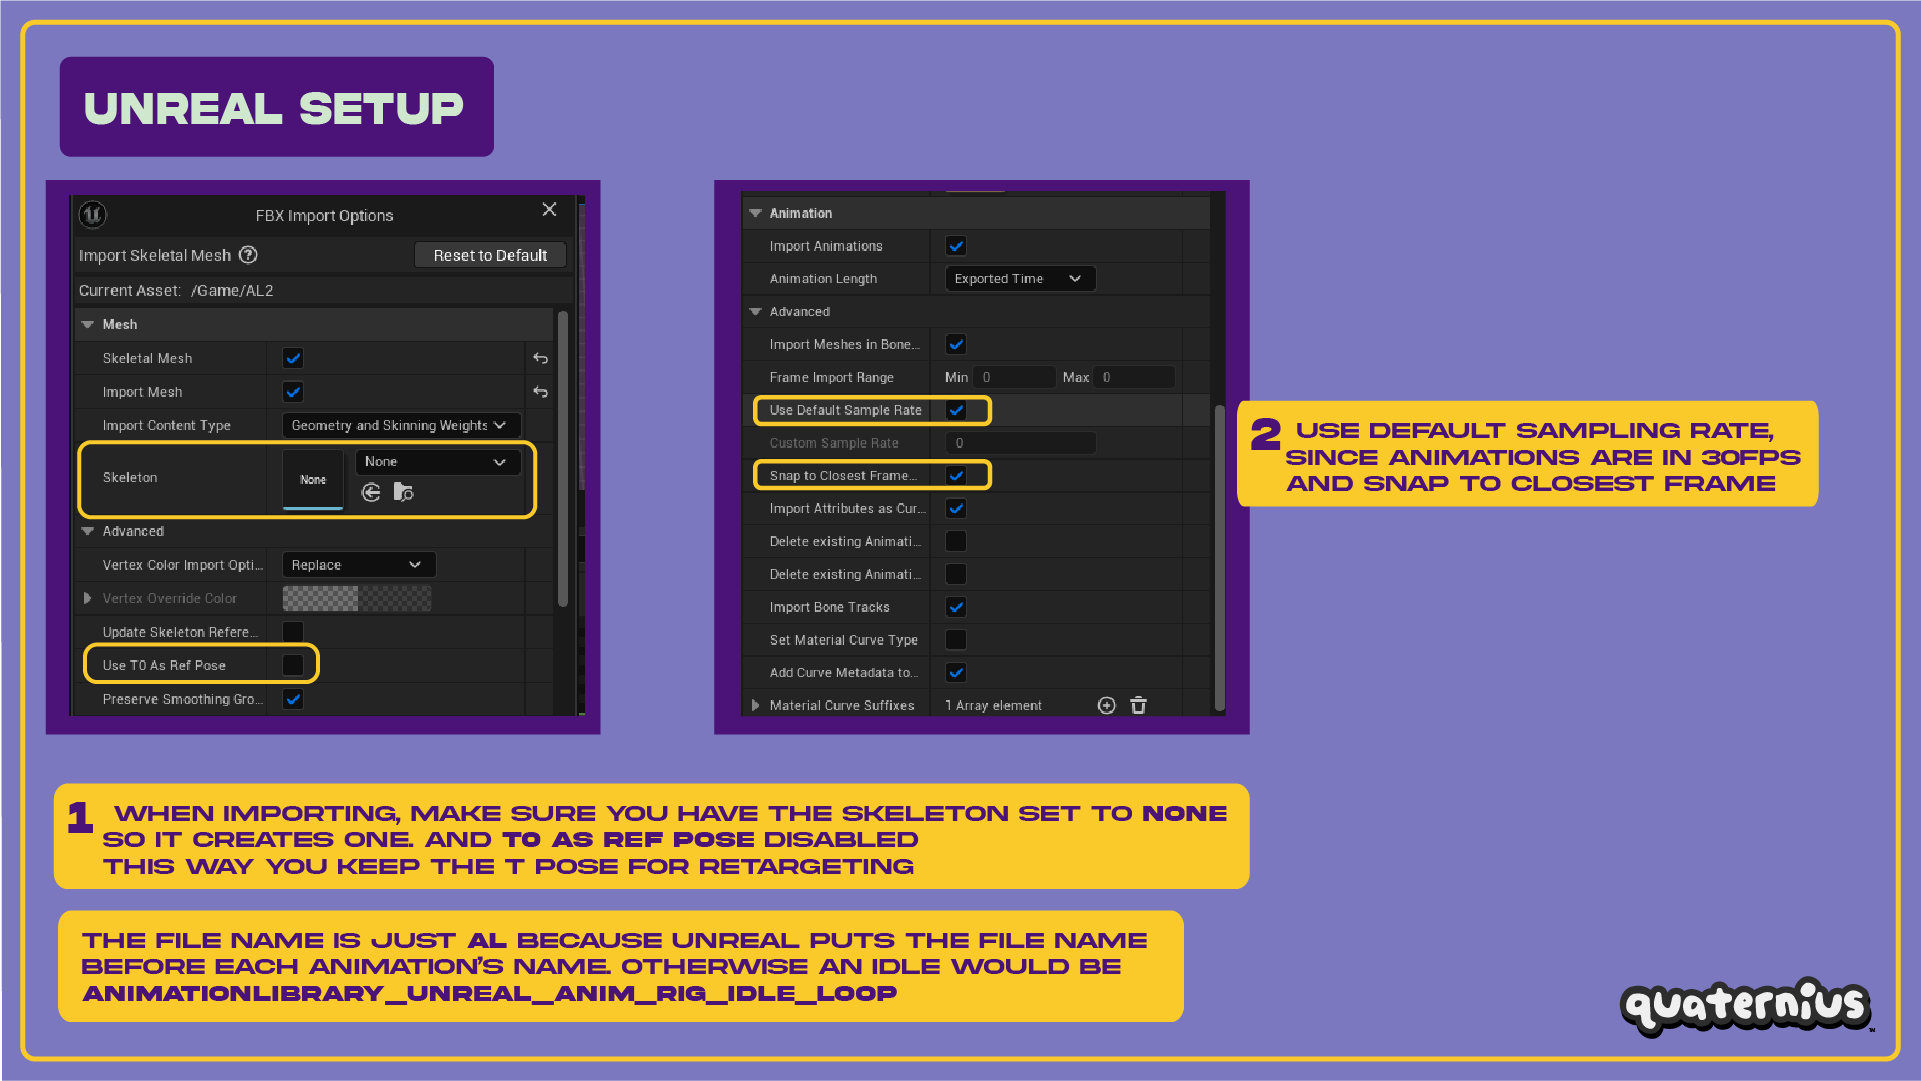 UNREAL SETUP
FBX Import Options
Import Skeletal Mesh ?
Reset to Default
Current Asset: /Game/AL2
Mesh
Skeletal Mesh
Import Mesh
Import Content Type Geometry and Skinning Weights
Skeleton None None
Advanced
Vertex Color Import Opti... Replace
Vertex Override Color
Update Skeleton Refere...
Use T0 As Ref Pose
Preserve Smoothing Gro...
Animation
Import Animations
Animation Length Exported Time
Advanced
Import Meshes in Bone...
Frame Import Range Min 0 Max 0
Use Default Sample Rate
Custom Sample Rate 0
Snap to Closest Frame...
Import Attributes as Cur...
Delete existing Animati...
Delete existing Animati...
Import Bone Tracks
Set Material Curve Type
Add Curve Metadata to...
Material Curve Suffixes 1 Array element
2 USE DEFAULT SAMPLING RATE,
SINCE ANIMATIONS ARE IN 30FPS
AND SNAP TO CLOSEST FRAME
1 WHEN IMPORTING, MAKE SURE YOU HAVE THE SKELETON SET TO NONE
SO IT CREATES ONE. AND T0 AS REF POSE DISABLED
THIS WAY YOU KEEP THE T POSE FOR RETARGETING
THE FILE NAME IS JUST AL BECAUSE UNREAL PUTS THE FILE NAME
BEFORE EACH ANIMATION'S NAME. OTHERWISE AN IDLE WOULD BE
ANIMATIONLIBRARY_UNREAL_ANIM_RIG_IDLE_LOOP
quaternius
TM